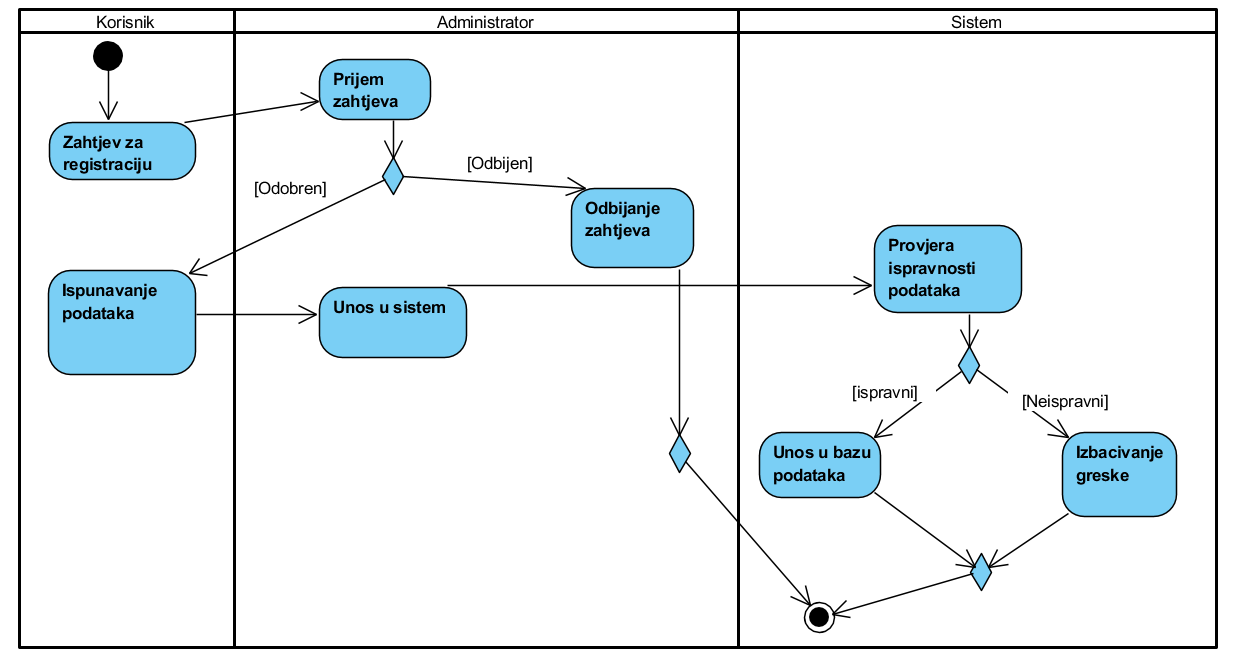 Korisnik
Administrator
Sistem
Prijem
zahtjeva
Zahtjev za
registraciju
[Odbijen]
[Odobren]
Odbijanje
zahtjeva
Provjera
ispravnosti
podataka
Ispunavanje
podataka
Unos u sistem
[ispravni]
[Neispravni]
Unos u bazu
podataka
Izbacivanje
greske